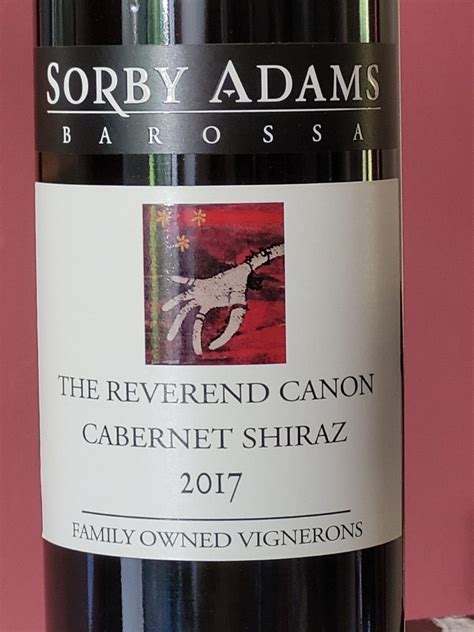 SORBY ADAMS
BAROSSA
THE REVEREND CANON
CABERNET SHIRAZ
2017
FAMILY OWNED VIGNERONS